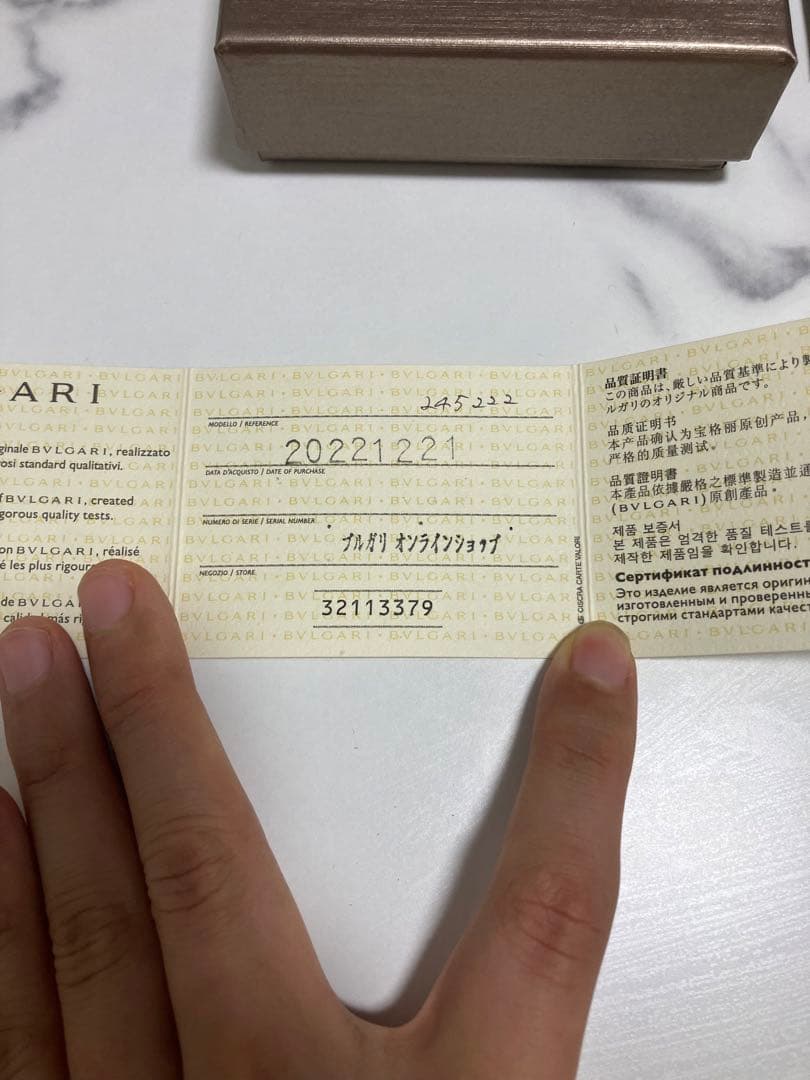 ARI
ginale BVLGARI, realizzato
osi standard qualitativi.
f BVLGARI, created
gorous quality tests.
on BVLGARI, réalisé
é les plus rigour
de BVLGA
245222
MODELLO / REFERENCE
20221221
DATA D'ACQUISTO / DATE OF PURCHASE
NUMERO DI SERIE / SERIAL NUMBER
ブルガリ オンラインショップ
NEGOZIO / STORE
32113379
CARTE VALORI
品質証明書
この商品は、厳しい品質基準により製
ルガリのオリジナル商品です。
品质证明书
本产品确认为宝格丽原创产品,
严格的质量测试。
品質證明書
本產品依據嚴格之標準製造並通
(BVLGARI)原創產品。
제품 보증서
본 제품은 엄격한 품질 테스트를
제작한 제품임을 확인합니다.
Сертификат подлинност
Это изделие является оригин
изготовленным и проверенны
строгими стандартами качест